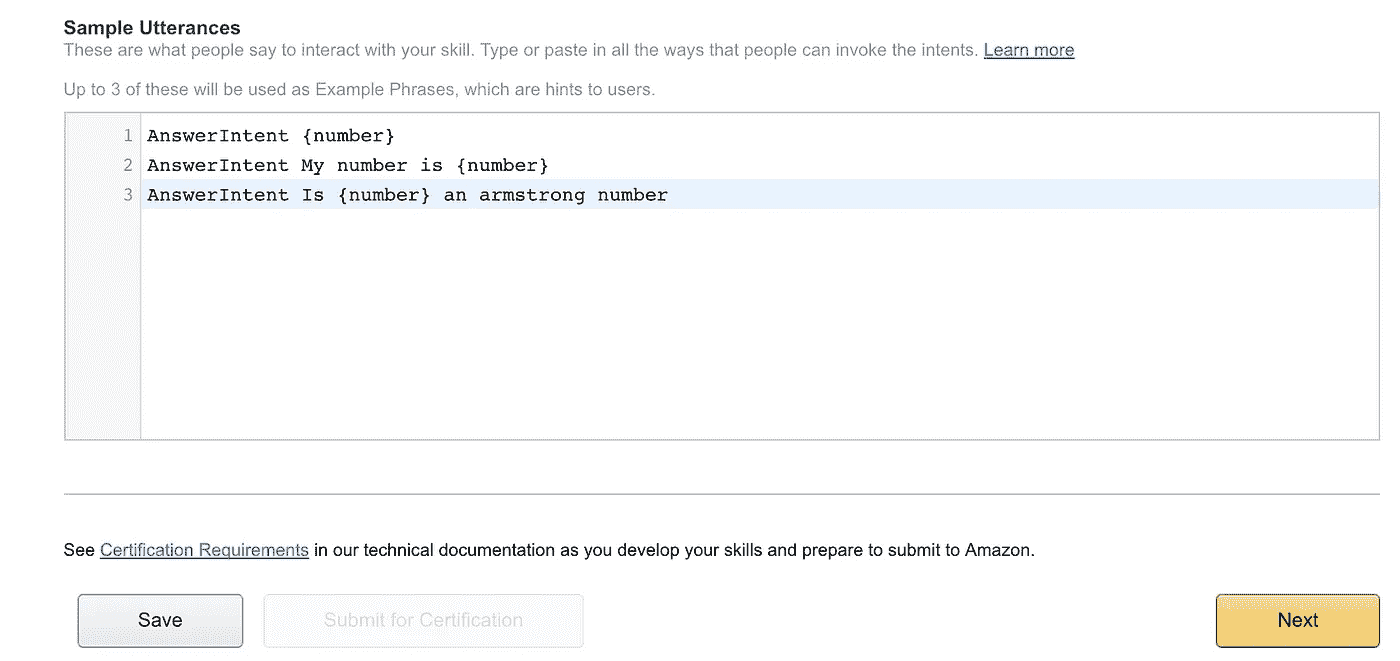 Sample Utterances
These are what people say to interact with your skill. Type or paste in all the ways that people can invoke the intents. Learn more
Up to 3 of these will be used as Example Phrases, which are hints to users.
1 AnswerIntent {number}
2 AnswerIntent My number is {number}
3 AnswerIntent Is {number} an armstrong number
See Certification Requirements in our technical documentation as you develop your skills and prepare to submit to Amazon.
Save Submit for Certification Next